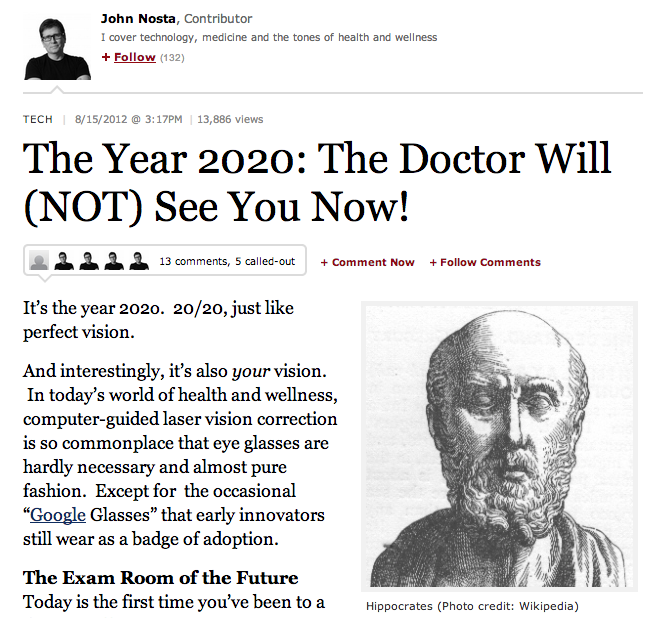 John Nosta, Contributor
I cover technology, medicine and the tones of health and wellness
+ Follow (132)
TECH | 8/15/2012 @ 3:17PM | 13,886 views
The Year 2020: The Doctor Will
(NOT) See You Now!
13 comments, 5 called-out + Comment Now + Follow Comments
It’s the year 2020.  20/20, just like
perfect vision.
And interestingly, it’s also your vision.
In today’s world of health and wellness,
computer-guided laser vision correction
is so commonplace that eye glasses are
hardly necessary and almost pure
fashion.  Except for  the occasional
“Google Glasses” that early innovators
still wear as a badge of adoption.
The Exam Room of the Future
Today is the first time you’ve been to a
Hippocrates (Photo credit: Wikipedia)